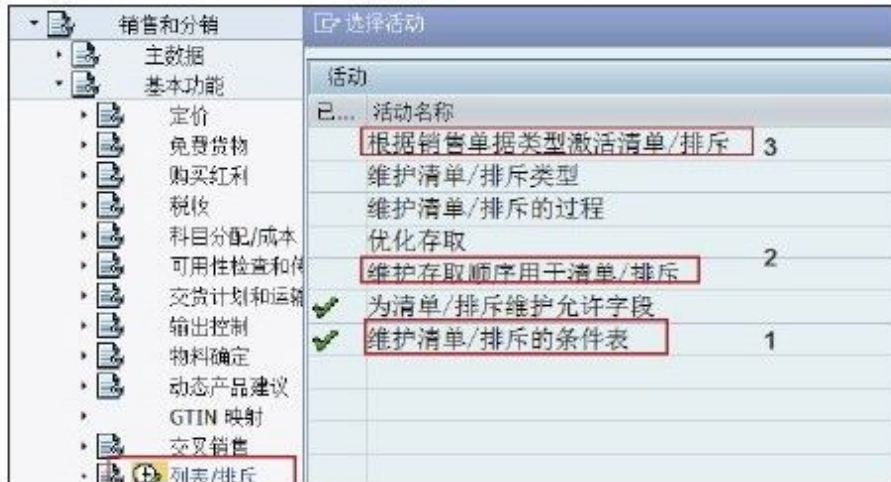 销售和分销
主数据
基本功能
定价
免费货物
购买红利
税收
科目分配/成本
可用性检查和传
交货计划和运输
输出控制
物料确定
动态产品建议
GTIN 映射
交叉销售
列表/排斥
选择活动
活动
已... 活动名称
根据销售单据类型激活清单/排斥 3
维护清单/排斥类型
维护清单/排斥的过程
优化存取
维护存取顺序用于清单/排斥 2
为清单/排斥维护允许字段
维护清单/排斥的条件表 1